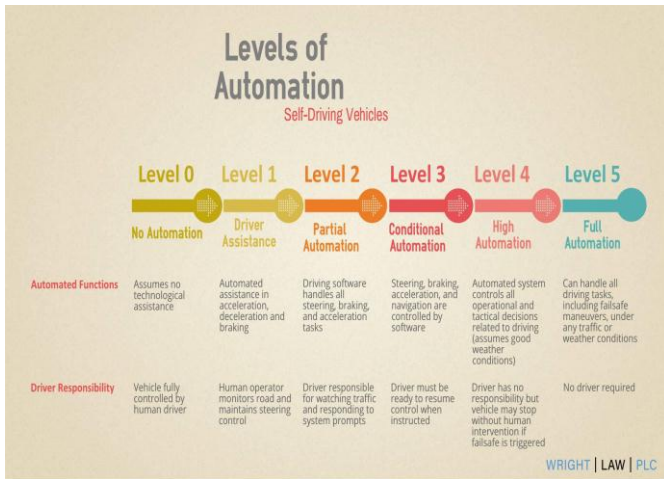 Levels of
Automation
Self-Driving Vehicles
Level 0
Level 1
Level 2
Level 3
Level 4
Level 5
No Automation
Driver
Assistance
Partial
Automation
Conditional
Automation
High
Automation
Full
Automation
Automated Functions
Assumes no
technological
assistance
Automated
assistance in
acceleration,
deceleration and
braking
Driving software
handles all
steering, braking,
and acceleration
tasks
Steering, braking,
acceleration, and
navigation are
controlled by
software
Automated system
controls all
operational and
tactical decisions
related to driving
(assumes good
weather
conditions)
Can handle all
driving tasks,
including failsafe
maneuvers, under
any traffic or
weather conditions
Driver Responsibility
Vehicle fully
controlled by
human driver
Human operator
monitors road and
maintains steering
control
Driver responsible
for watching traffic
and responding to
system prompts
Driver must be
ready to resume
control when
instructed
Driver has no
responsibility but
vehicle may stop
without human
intervention if
failsafe is triggered
No driver required
WRIGHT | LAW | PLC